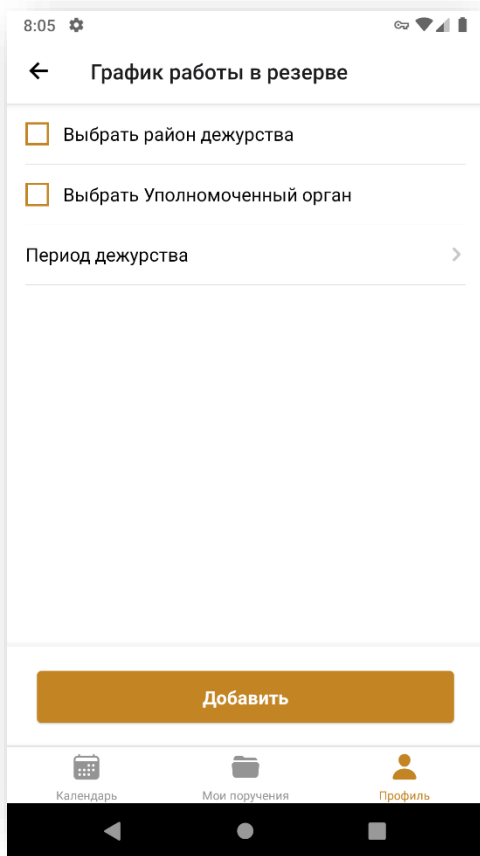 8:05
График работы в резерве
Выбрать район дежурства
Выбрать Уполномоченный орган
Период дежурства
Добавить
Календарь
Мои поручения
Профиль